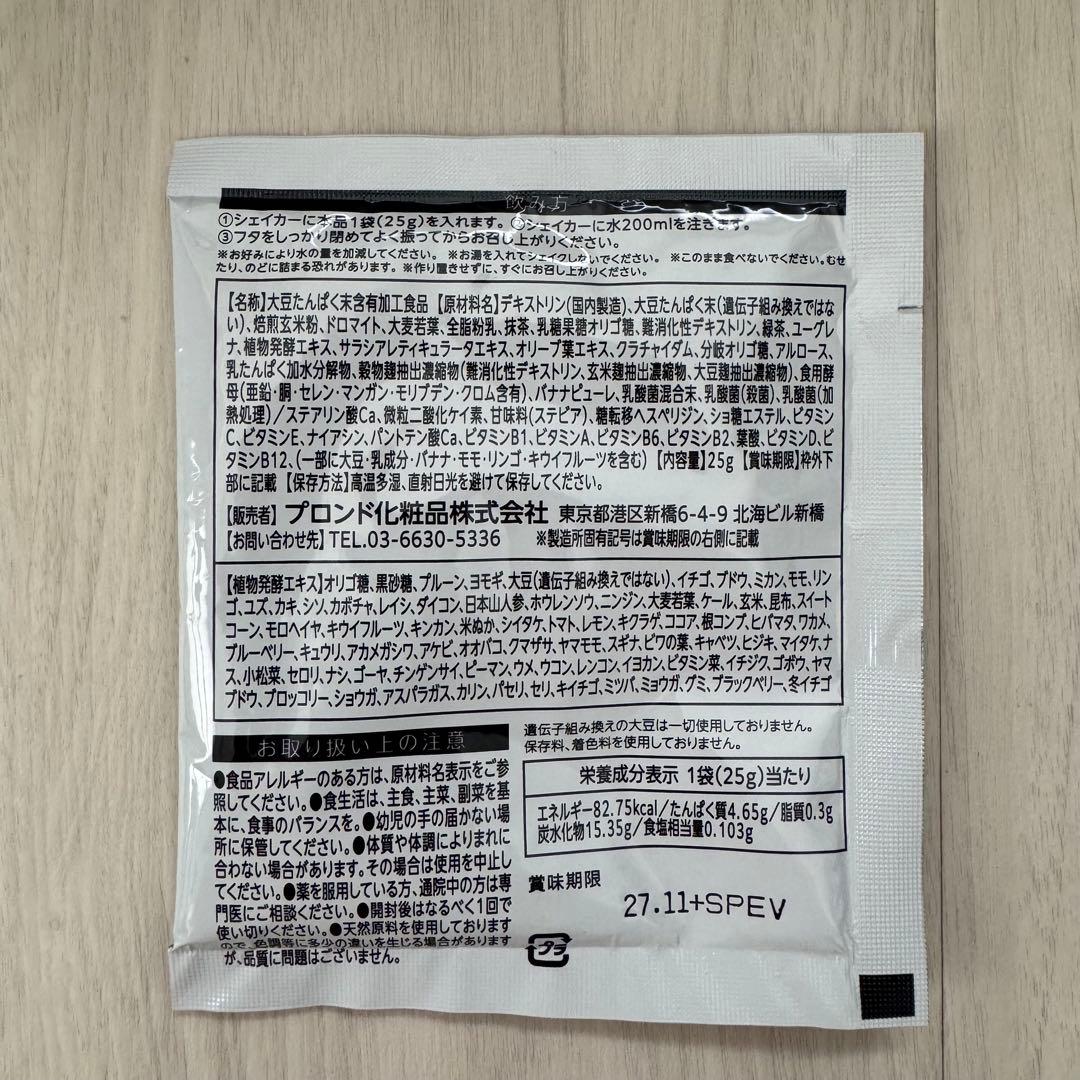 飲み方
①シェイカーに本品1袋(25g)を入れます。②シェイカーに水200mlを注ぎます。
③フタをしっかり閉めてよく振ってからお召し上がりください。
※お好みにより水の量を加減してください。 ※お湯を入れてシェイクしないでください。 ※このまま食べないでください。むせ
たり、のどに詰まる恐れがあります。 ※作り置きせずに、すぐにお召し上がりください。
【名称】大豆たんぱく末含有加工食品 【原材料名】デキストリン(国内製造)、大豆たんぱく末(遺伝子組み換えではな
い)、焙煎玄米粉、ドロマイト、大麦若葉、全脂粉乳、抹茶、乳糖果糖オリゴ糖、難消化性デキストリン、緑茶、ユーグレ
ナ、植物発酵エキス、サラシアレティキュラータエキス、オリーブ葉エキス、クラチャイダム、分岐オリゴ糖、アルロース、
乳たんぱく加水分解物、穀物麹抽出濃縮物(難消化性デキストリン、玄米麹抽出濃縮物、大豆麹抽出濃縮物)、食用酵
母(亜鉛・胴・セレン・マンガン・モリブデン・クロム含有)、バナナピューレ、乳酸菌混合末、乳酸菌(殺菌)、乳酸菌(加
熱処理)/ステアリン酸Ca、微粒二酸化ケイ素、甘味料(ステビア)、糖転移ヘスペリジン、ショ糖エステル、ビタミン
C、ビタミンE、ナイアシン、パントテン酸Ca、ビタミンB1、ビタミンA、ビタミンB6、ビタミンB2、葉酸、ビタミンD、ビ
タミンB12、(一部に大豆・乳成分・バナナ・モモ・リンゴ・キウイフルーツを含む) 【内容量】25g 【賞味期限】枠外下
部に記載 【保存方法】高温多湿、直射日光を避けて保存してください。
【販売者】 ブロンド化粧品株式会社 東京都港区新橋6-4-9 北海ビル新橋
【お問い合わせ先】TEL.03-6630-5336 ※製造所固有記号は賞味期限の右側に記載
【植物発酵エキス】オリゴ糖、黒砂糖、プルーン、ヨモギ、大豆(遺伝子組み換えではない)、イチゴ、ブドウ、ミカン、モモ、リン
ゴ、ユズ、カキ、シソ、カボチャ、レイシ、ダイコン、日本山人参、ホウレンソウ、ニンジン、大麦若葉、ケール、玄米、昆布、スイート
コーン、モロヘイヤ、キウイフルーツ、キンカン、米ぬか、シイタケ、トマト、レモン、キクラゲ、ココア、根コンブ、ヒバマタ、ワカメ、
ブルーベリー、キュウリ、アカメガシワ、アケビ、オオバコ、クマザサ、ヤマモモ、スギナ、ビワの葉、キャベツ、ヒジキ、マイタケ、ナ
ス、小松菜、セロリ、ナシ、ゴーヤ、チンゲンサイ、ピーマン、ウメ、ウコン、レンコン、イヨカン、ビタミン菜、イチジク、ゴボウ、ヤマ
ブドウ、ブロッコリー、ショウガ、アスパラガス、カリン、パセリ、セリ、キイチゴ、ミツバ、ミョウガ、グミ、ブラックベリー、冬イチゴ
お取り扱い上の注意
●食品アレルギーのある方は、原材料名表示をご参
照してください。●食生活は、主食、主菜、副菜を基
本に、食事のバランスを。●幼児の手の届かない場
所に保管してください。●体質や体調によりまれに
合わない場合があります。その場合は使用を中止し
てください。●薬を服用している方、通院中の方は専
門医にご相談ください。●開封後はなるべく1回で
使い切りください。●天然原料を使用しております
ので、色調等に多少の違いを生じる場合があります
が、品質に問題はございません。
遺伝子組み換えの大豆は一切使用しておりません。
保存料、着色料を使用しておりません。
栄養成分表示 1袋(25g)当たり
エネルギー82.75kcal/たんぱく質4.65g/脂質0.3g
炭水化物15.35g/食塩相当量0.103g
賞味期限
27.11+SPEV
プラ